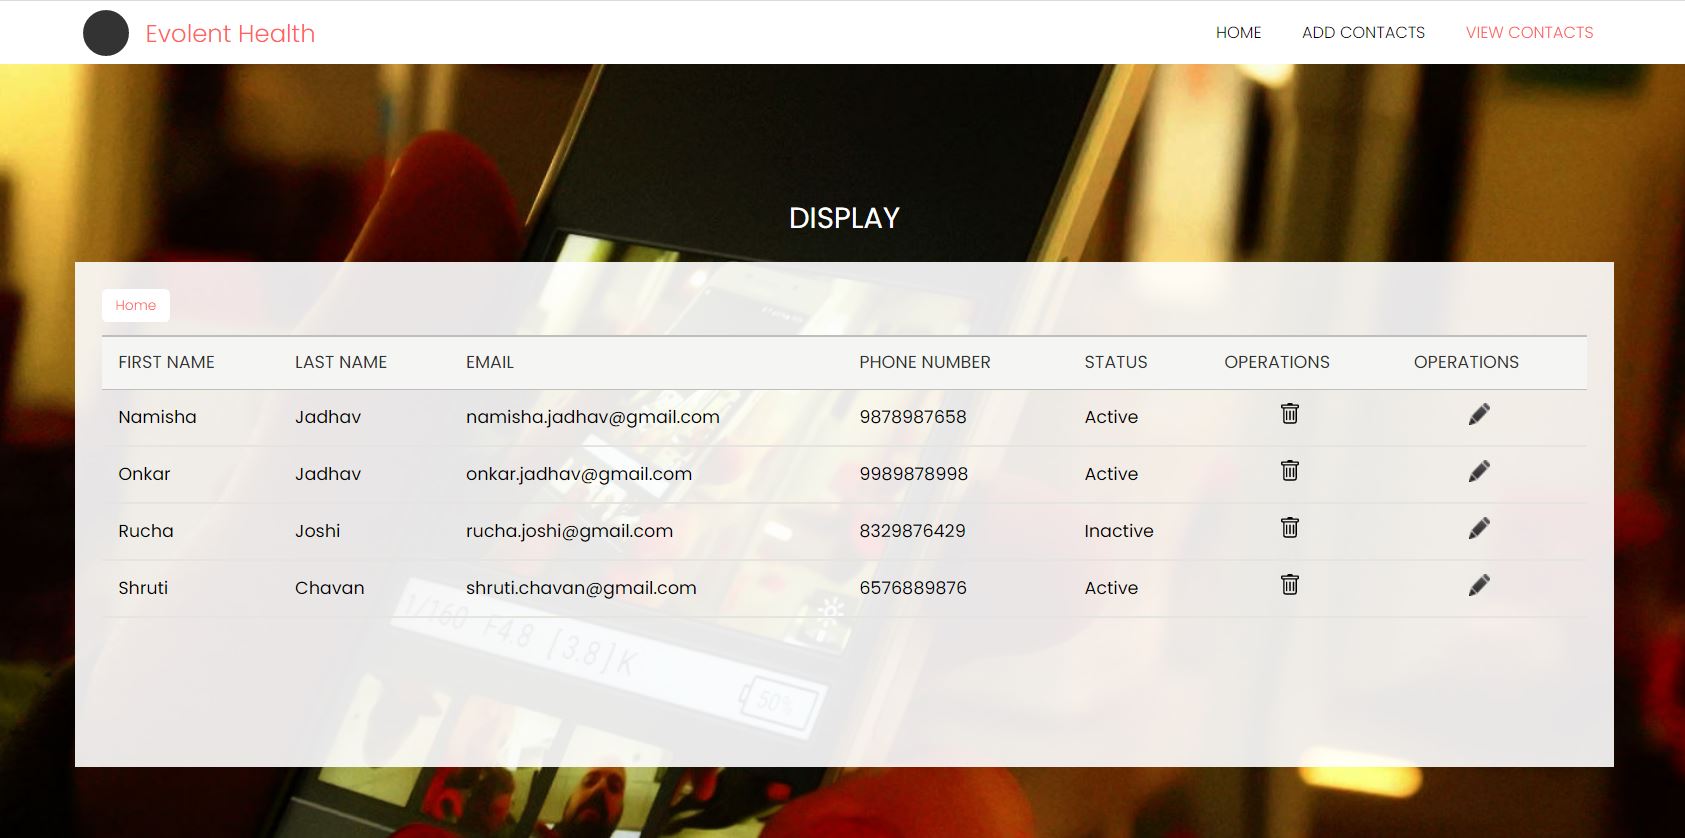 Evolent Health HOME ADD CONTACTS VIEW CONTACTS
DISPLAY
Home
FIRST NAME LAST NAME EMAIL PHONE NUMBER STATUS OPERATIONS OPERATIONS
Namisha Jadhav namisha.jadhav@gmail.com 9878987658 Active
Onkar Jadhav onkar.jadhav@gmail.com 9989878998 Active
Rucha Joshi rucha.joshi@gmail.com 8329876429 Inactive
Shruti Chavan shruti.chavan@gmail.com 6576889876 Active
1/160 F4.8 [3.8]K
50%